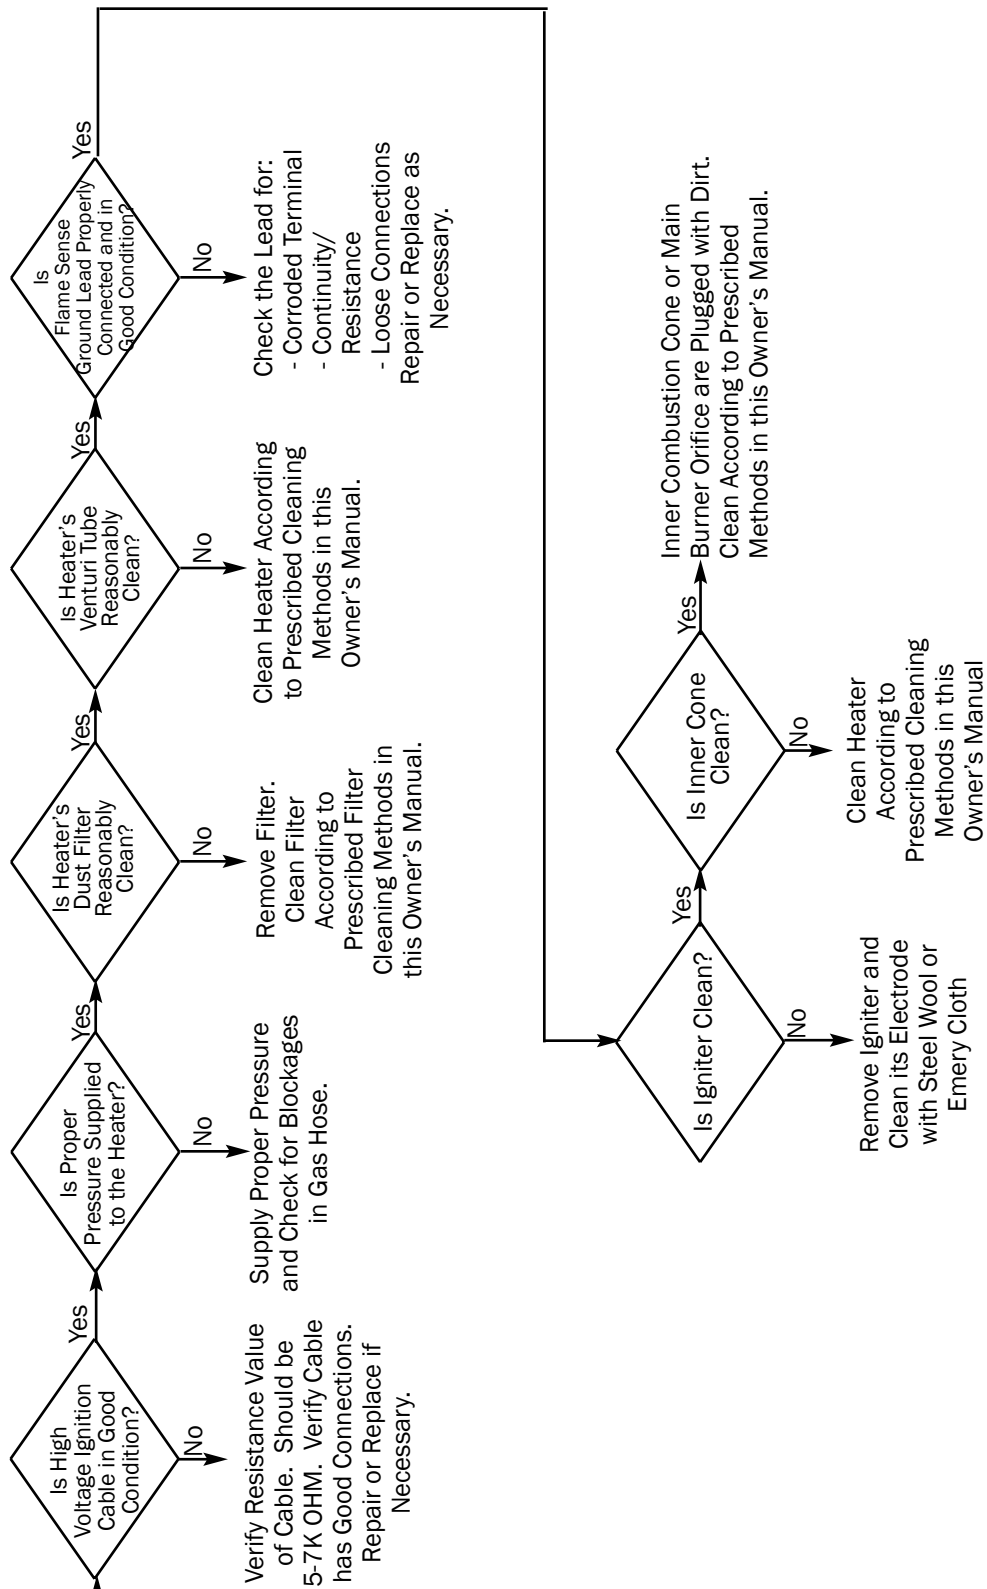 Is High
Voltage Ignition
Cable in Good
Condition?
Yes
No
Verify Resistance Value
of Cable. Should be
5-7K OHM. Verify Cable
has Good Connections.
Repair or Replace if
Necessary.
Is Proper
Pressure Supplied
to the Heater?
Yes
No
Supply Proper Pressure
and Check for Blockages
in Gas Hose.
Is Heater's
Dust Filter
Reasonably
Clean?
Yes
No
Remove Filter.
Clean Filter
According to
Prescribed Filter
Cleaning Methods in
this Owner's Manual.
Is Heater's
Venturi Tube
Reasonably
Clean?
Yes
No
Clean Heater According
to Prescribed Cleaning
Methods in this
Owner's Manual.
Is
Flame Sense
Ground Lead Properly
Connected and in
Good Condition?
Yes
No
Check the Lead for:
- Corroded Terminal
- Continuity/
Resistance
- Loose Connections
Repair or Replace as
Necessary.
Is Igniter Clean?
Yes
No
Remove Igniter and
Clean its Electrode
with Steel Wool or
Emery Cloth
Is Inner Cone
Clean?
Yes
No
Clean Heater
According to
Prescribed Cleaning
Methods in this
Owner's Manual
Inner Combustion Cone or Main
Burner Orifice are Plugged with Dirt.
Clean According to Prescribed
Methods in this Owner's Manual.